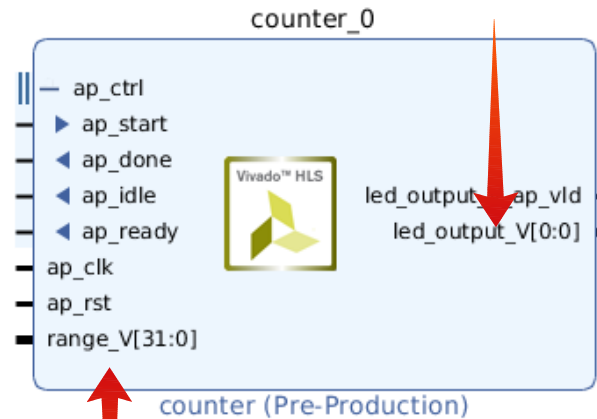 counter_0
ap_ctrl
ap_start
ap_done
ap_idle
ap_ready
ap_clk
ap_rst
range_V[31:0]
Vivado™ HLS
ap_vld
led_output_V[0:0]
counter (Pre-Production)